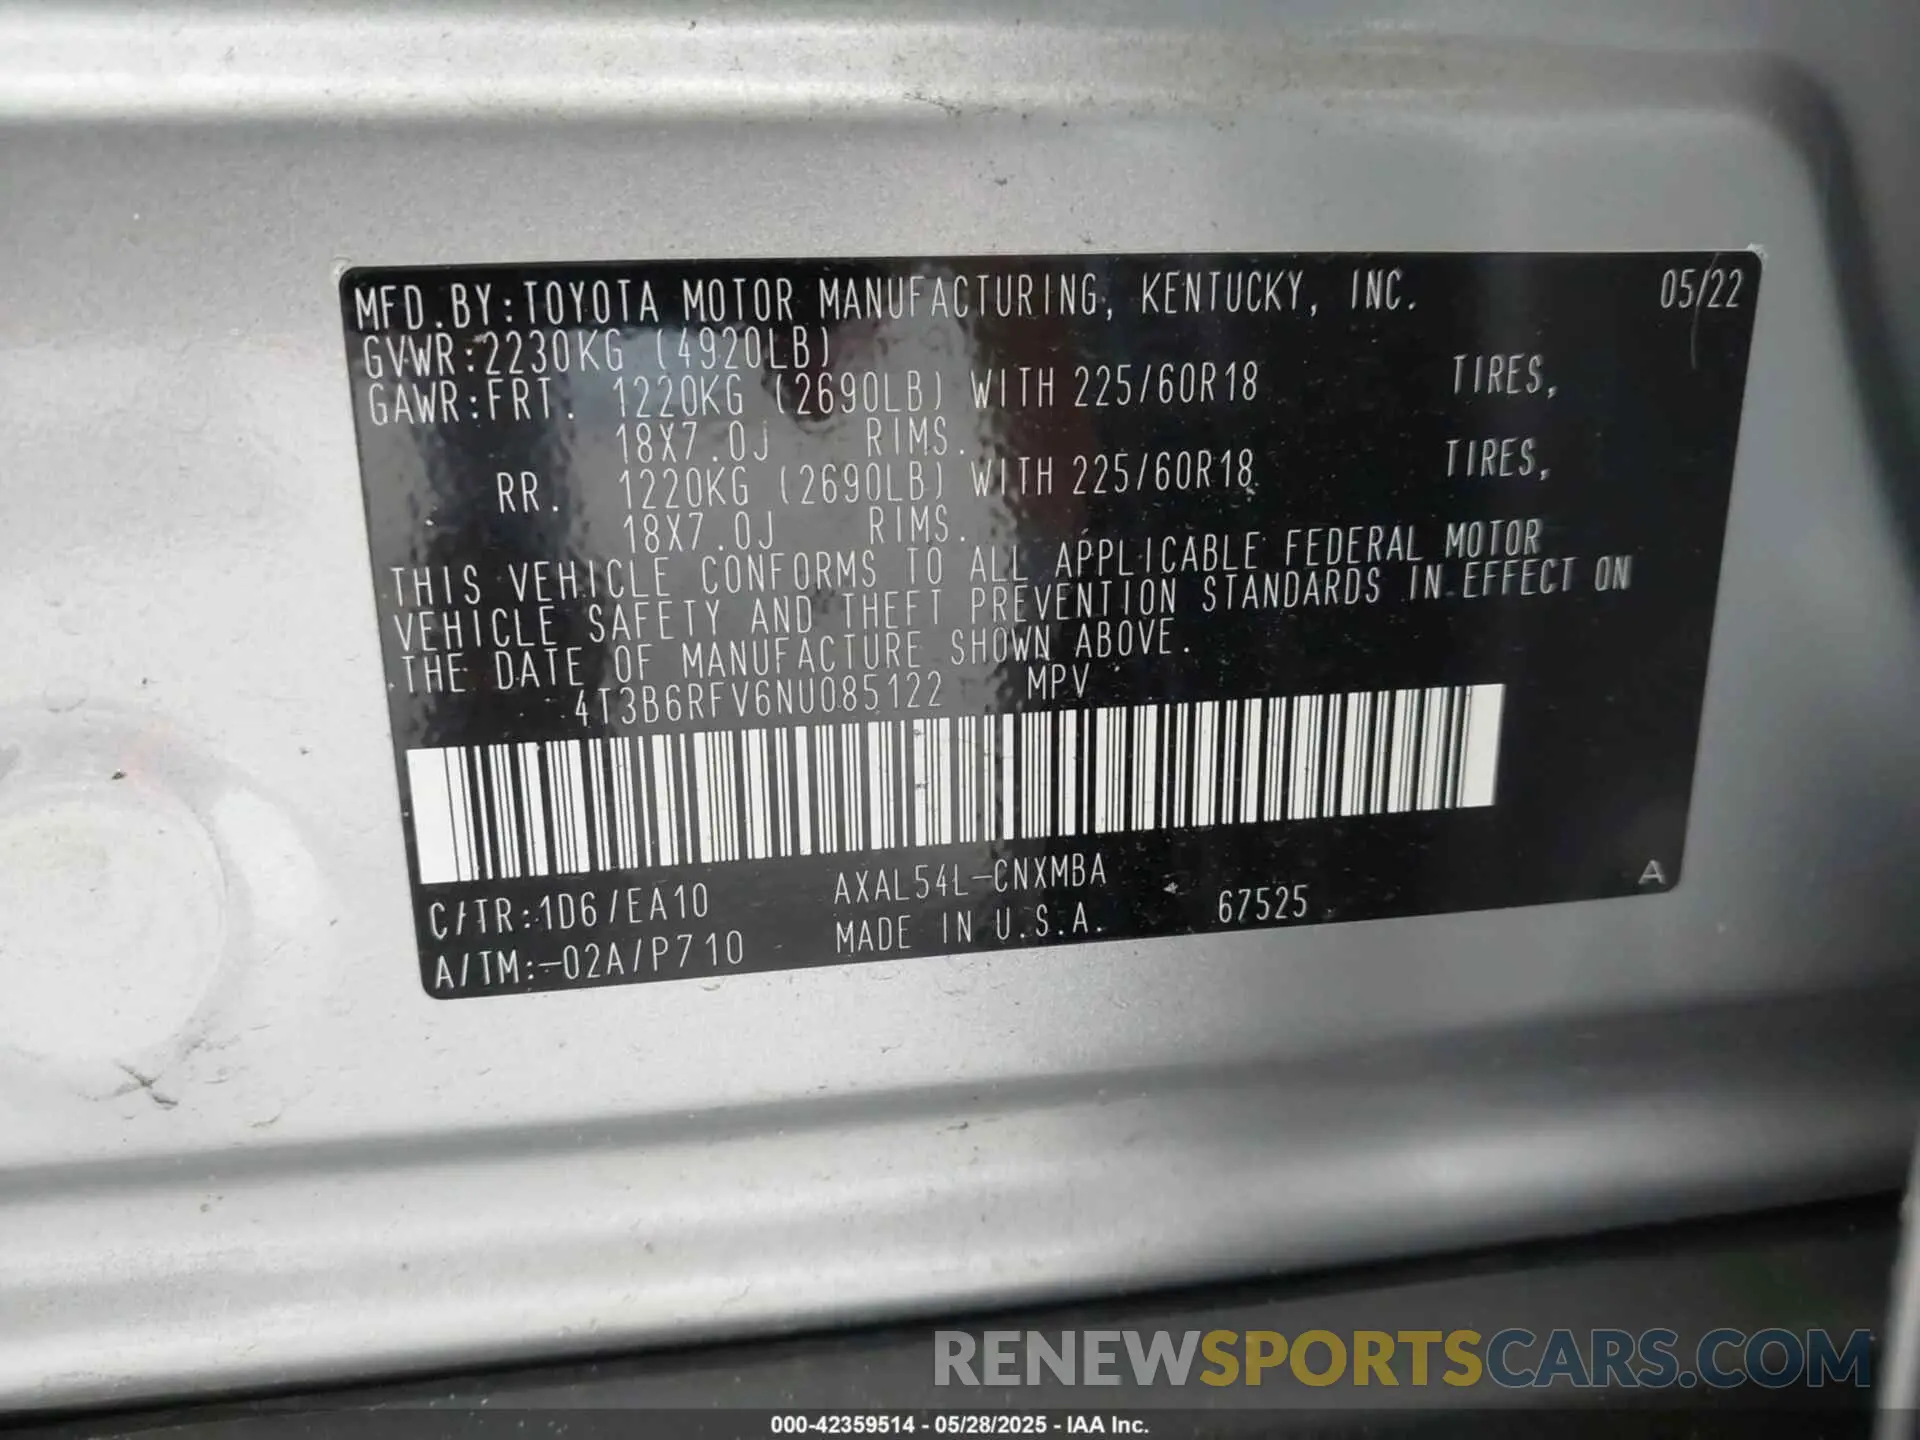 MFD.BY:TOYOTA MOTOR MANUFACTURING, KENTUCKY, INC. 05/22
GVWR:2230KG (4920LB)
GAWR:FRT. 1220KG (2690LB) WITH 225/60R18 TIRES,
18X7.0J RIMS.
RR. 1220KG (2690LB) WITH 225/60R18 TIRES,
18X7.0J RIMS.
THIS VEHICLE CONFORMS TO ALL APPLICABLE FEDERAL MOTOR
VEHICLE SAFETY AND THEFT PREVENTION STANDARDS IN EFFECT ON
THE DATE OF MANUFACTURE SHOWN ABOVE.
4T3B6RFV6NU085122 MPV
C/TR:1D6/EA10 AXAL54L-CNXMBA A
A/TM:-02A/P710 MADE IN U.S.A. 67525
RENEWSPORTSCARS.COM
000-42359514 - 05/28/2025 - IAA Inc.